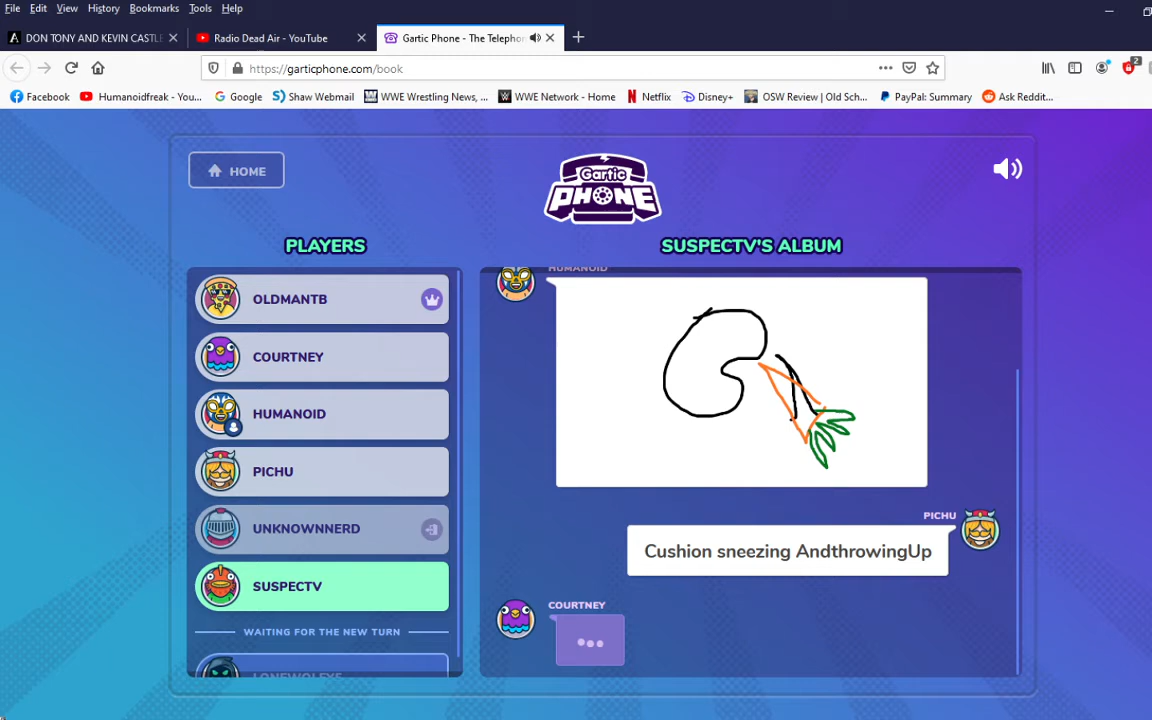 File Edit View History Bookmarks Tools Help
DON TONY AND KEVIN CASTLE
Radio Dead Air - YouTube
Gartic Phone - The Telephon
https://garticphone.com/book
2
Facebook
Humanoidfreak - You...
Google
Shaw Webmail
WWE Wrestling News, ...
WWE Network - Home
Netflix
Disney+
OSW Review | Old Sch...
PayPal: Summary
Ask Reddit...
HOME
Gartic
PHONE
PLAYERS
SUSPECTV'S ALBUM
OLDMANTB
COURTNEY
HUMANOID
PICHU
UNKNOWNNERD
SUSPECTV
WAITING FOR THE NEW TURN
HUMANOID
PICHU
Cushion sneezing AndthrowingUp
COURTNEY